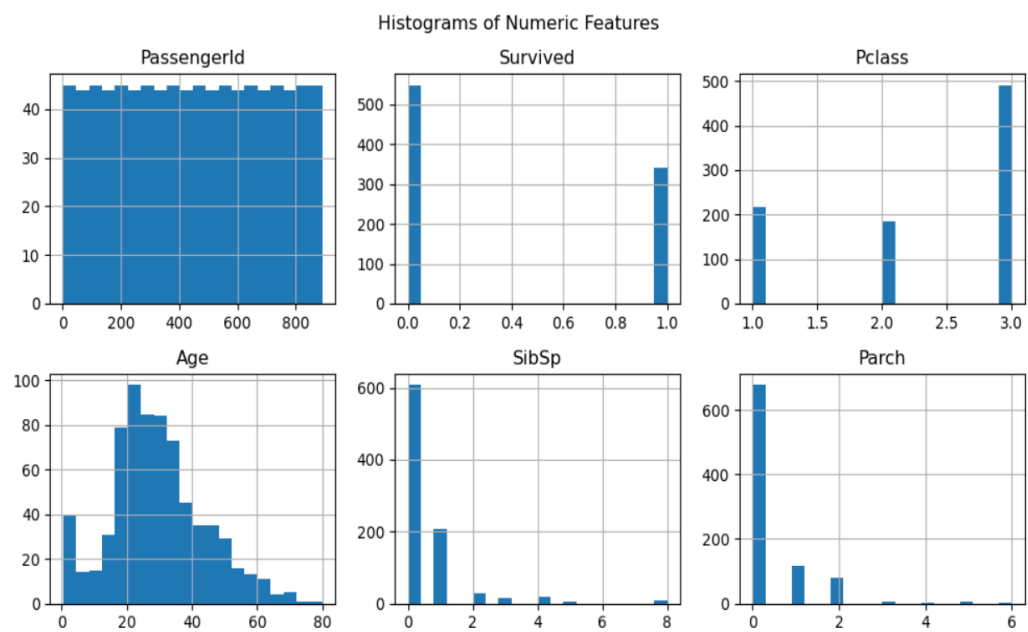 Histograms of Numeric Features
PassengerId
Survived
Pclass
40
30
20
10
0
0 200 400 600 800
500
400
300
200
100
0
0.0 0.2 0.4 0.6 0.8 1.0
500
400
300
200
100
0
1.0 1.5 2.0 2.5 3.0
Age
SibSp
Parch
100
80
60
40
20
0
0 20 40 60 80
600
400
200
0
0 2 4 6 8
600
400
200
0
0 2 4 6